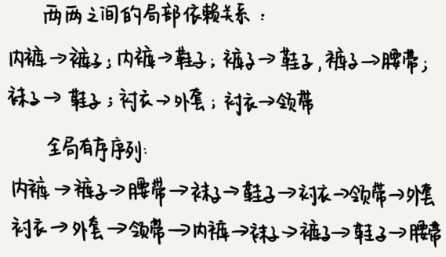 两两之间的局部依赖关系：
内裤→裤子；内裤→鞋子；裤子→鞋子，裤子→腰带；
袜子→鞋子；衬衣→外套；衬衣→领带
全局有序序列：
内裤→裤子→腰带→袜子→鞋子→衬衣→领带→外套
衬衣→外套→领带→内裤→袜子→裤子→鞋子→腰带